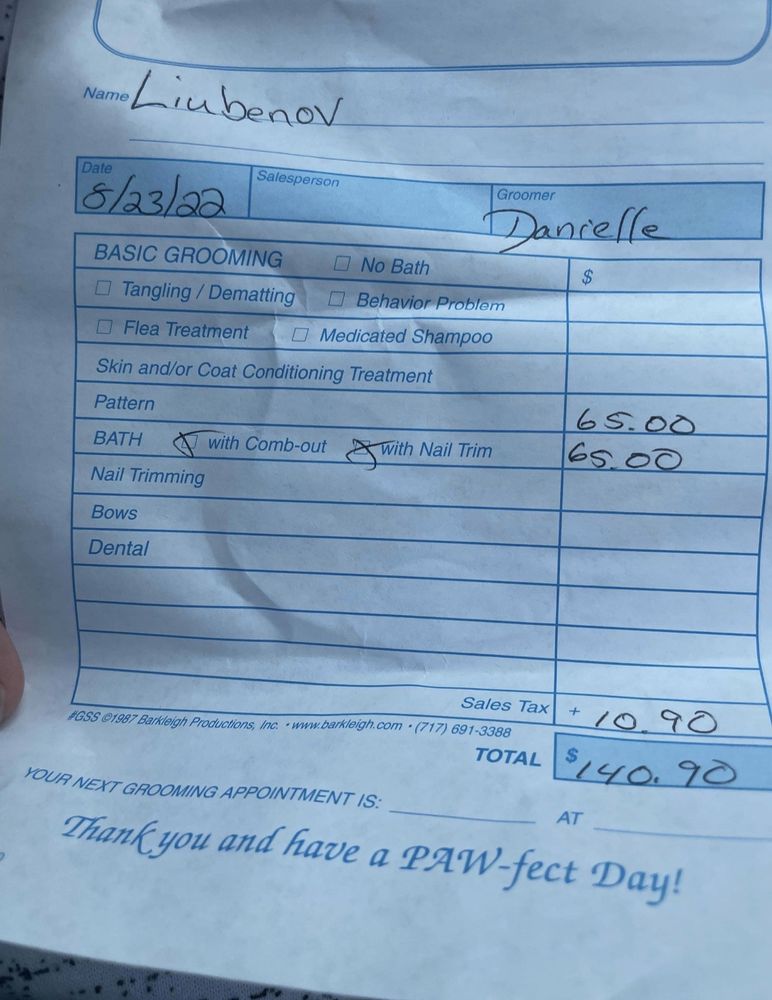 Name Liubenov
Date Salesperson Groomer
8/23/22 Danielle
BASIC GROOMING ☐ No Bath $
☐ Tangling / Dematting ☐ Behavior Problem
☐ Flea Treatment ☐ Medicated Shampoo
Skin and/or Coat Conditioning Treatment
Pattern 65.00
BATH ☒ with Comb-out ☒ with Nail Trim 65.00
Nail Trimming
Bows
Dental
Sales Tax + 10.90
#GSS ©1987 Barkleigh Productions, Inc. • www.barkleigh.com • (717) 691-3388
TOTAL $140.90
YOUR NEXT GROOMING APPOINTMENT IS: AT
Thank you and have a PAW-fect Day!